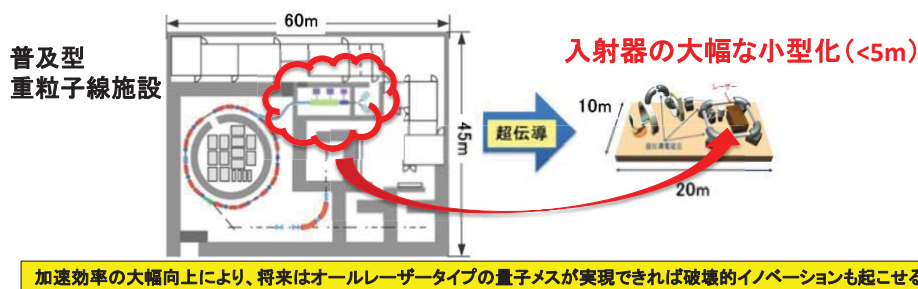 60m
普及型
重粒子線施設
45m
超伝導
入射器の大幅な小型化(<5m)
レーザー
10m
20m
加速効率の大幅向上により、将来はオールレーザータイプの量子メスが実現できれば破壊的イノベーションも起こせる